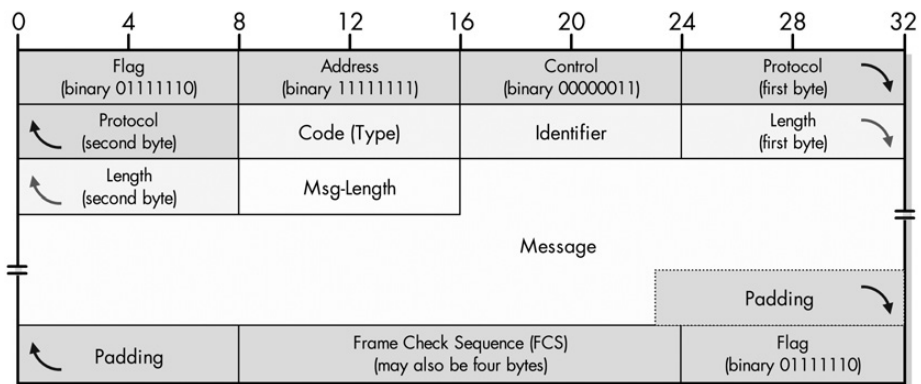 0 4 8 12 16 20 24 28 32
Flag
(binary 01111110)
Address
(binary 11111111)
Control
(binary 00000011)
Protocol
(first byte)
Protocol
(second byte)
Code (Type)
Identifier
Length
(first byte)
Length
(second byte)
Msg-Length
Message
Padding
Padding
Frame Check Sequence (FCS)
(may also be four bytes)
Flag
(binary 01111110)